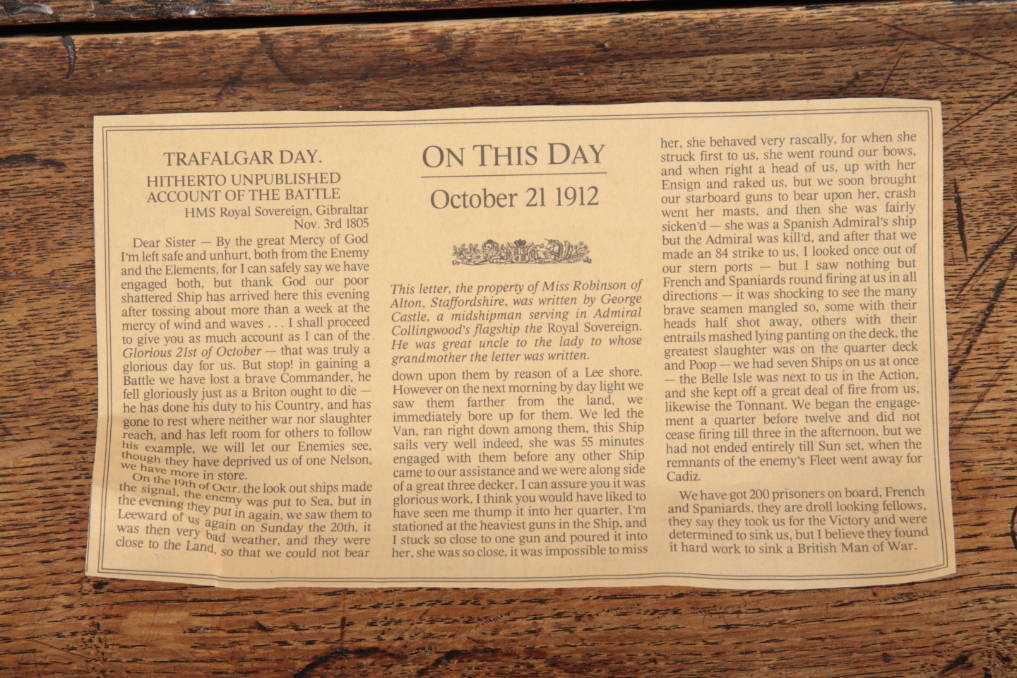 TRAFALGAR DAY.
HITHERTO UNPUBLISHED
ACCOUNT OF THE BATTLE
HMS Royal Sovereign, Gibraltar
Nov. 3rd 1805
Dear Sister — By the great Mercy of God
I'm left safe and unhurt, both from the Enemy
and the Elements, for I can safely say we have
engaged both, but thank God our poor
shattered Ship has arrived here this evening
after tossing about more than a week at the
mercy of wind and waves . . . I shall proceed
to give you as much account as I can of the
Glorious 21st of October — that was truly a
glorious day for us. But stop! in gaining a
Battle we have lost a brave Commander, he
fell gloriously just as a Briton ought to die —
he has done his duty to his Country, and has
gone to rest where neither war nor slaughter
reach, and has left room for others to follow
his example, we will let our Enemies see,
though they have deprived us of one Nelson,
we have more in store.
On the 19th of Octr. the look out ships made
the signal, the enemy was put to Sea, but in
the evening they put in again, we saw them to
Leeward of us again on Sunday the 20th, it
was then very bad weather, and they were
close to the Land, so that we could not bear
ON THIS DAY
October 21 1912
This letter, the property of Miss Robinson of
Alton, Staffordshire, was written by George
Castle, a midshipman serving in Admiral
Collingwood's flagship the Royal Sovereign.
He was great uncle to the lady to whose
grandmother the letter was written.
down upon them by reason of a Lee shore.
However on the next morning by day light we
saw them farther from the land, we
immediately bore up for them. We led the
Van, ran right down among them, this Ship
sails very well indeed, she was 55 minutes
engaged with them before any other Ship
came to our assistance and we were along side
of a great three decker, I can assure you it was
glorious work, I think you would have liked to
have seen me thump it into her quarter, I'm
stationed at the heaviest guns in the Ship, and
I stuck so close to one gun and poured it into
her, she was so close, it was impossible to miss
her, she behaved very rascally, for when she
struck first to us, she went round our bows,
and when right a head of us, up with her
Ensign and raked us, but we soon brought
our starboard guns to bear upon her, crash
went her masts, and then she was fairly
sicken'd — she was a Spanish Admiral's ship
but the Admiral was kill'd, and after that we
made an 84 strike to us, I looked once out of
our stern ports — but I saw nothing but
French and Spaniards round firing at us in all
directions — it was shocking to see the many
brave seamen mangled so, some with their
heads half shot away, others with their
entrails mashed lying panting on the deck, the
greatest slaughter was on the quarter deck
and Poop — we had seven Ships on us at once
— the Belle Isle was next to us in the Action,
and she kept off a great deal of fire from us,
likewise the Tonnant. We began the engage-
ment a quarter before twelve and did not
cease firing till three in the afternoon, but we
had not ended entirely till Sun set, when the
remnants of the enemy's Fleet went away for
Cadiz.
We have got 200 prisoners on board, French
and Spaniards, they are droll looking fellows,
they say they took us for the Victory and were
determined to sink us, but I believe they found
it hard work to sink a British Man of War.